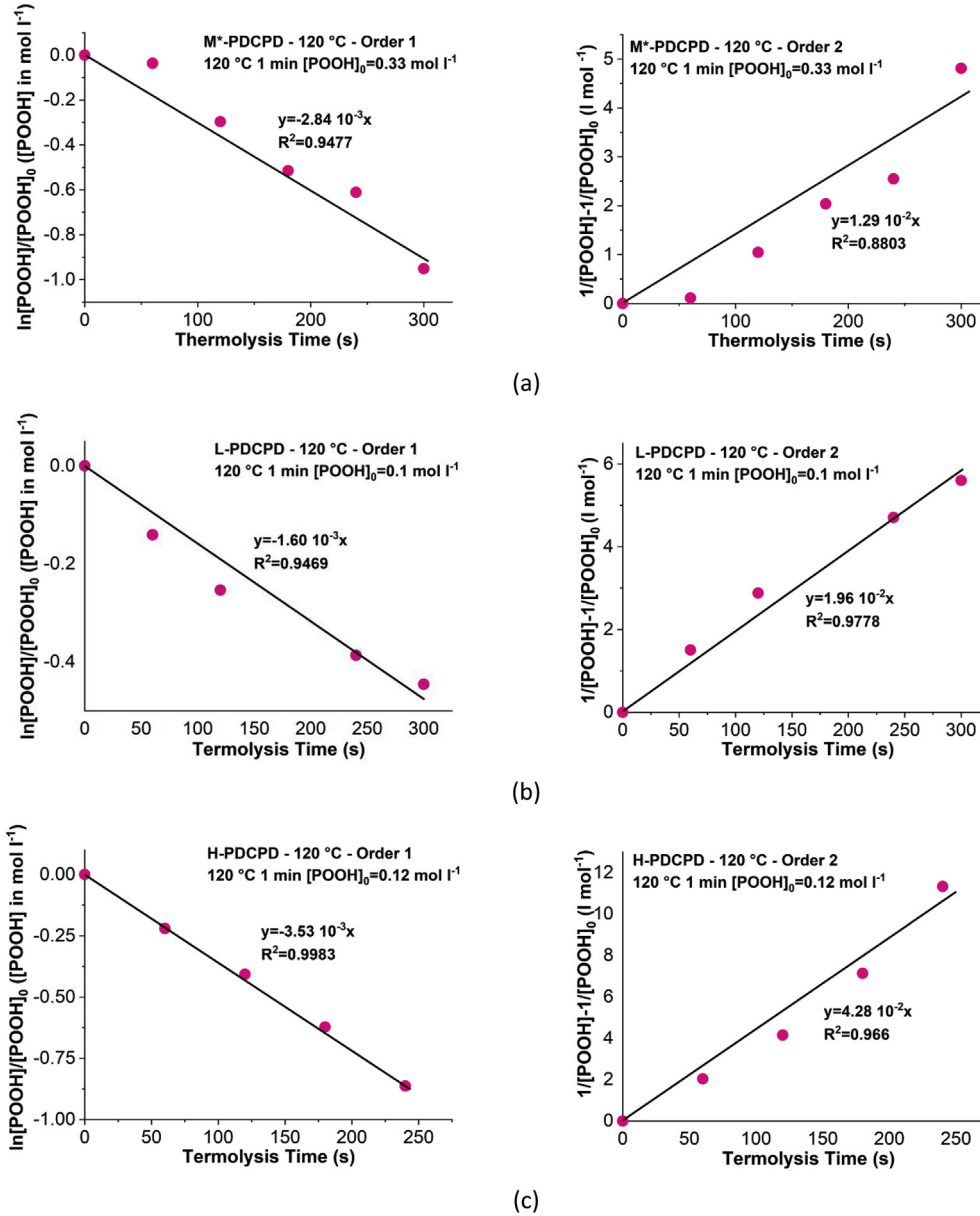 M*-PDCPD - 120 °C - Order 1
120 °C 1 min [POOH]₀=0.33 mol l⁻¹
y=-2.84 10⁻³x
R²=0.9477
0.0
-0.2
-0.4
-0.6
-0.8
-1.0
0
100
200
300
ln[POOH]/[POOH]₀ ([POOH] in mol l⁻¹)
Thermolysis Time (s)
M*-PDCPD - 120 °C - Order 2
120 °C 1 min [POOH]₀=0.33 mol l⁻¹
y=1.29 10⁻²x
R²=0.8803
5
4
3
2
1
0
0
100
200
300
1/[POOH]-1/[POOH]₀ (l mol⁻¹)
Thermolysis Time (s)
(a)
L-PDCPD - 120 °C - Order 1
120 °C 1 min [POOH]₀=0.1 mol l⁻¹
y=-1.60 10⁻³x
R²=0.9469
0.0
-0.2
-0.4
0
50
100
150
200
250
300
ln[POOH]/[POOH]₀ ([POOH] in mol l⁻¹)
Termolysis Time (s)
L-PDCPD - 120 °C - Order 2
120 °C 1 min [POOH]₀=0.1 mol l⁻¹
y=1.96 10⁻²x
R²=0.9778
6
4
2
0
0
50
100
150
200
250
300
1/[POOH]-1/[POOH]₀ (l mol⁻¹)
Termolysis Time (s)
(b)
H-PDCPD - 120 °C - Order 1
120 °C 1 min [POOH]₀=0.12 mol l⁻¹
y=-3.53 10⁻³x
R²=0.9983
0.00
-0.25
-0.50
-0.75
-1.00
0
50
100
150
200
250
ln[POOH]/[POOH]₀ ([POOH] in mol l⁻¹)
Termolysis Time (s)
H-PDCPD - 120 °C - Order 2
120 °C 1 min [POOH]₀=0.12 mol l⁻¹
y=4.28 10⁻²x
R²=0.966
12
10
8
6
4
2
0
0
50
100
150
200
250
1/[POOH]-1/[POOH]₀ (l mol⁻¹)
Termolysis Time (s)
(c)